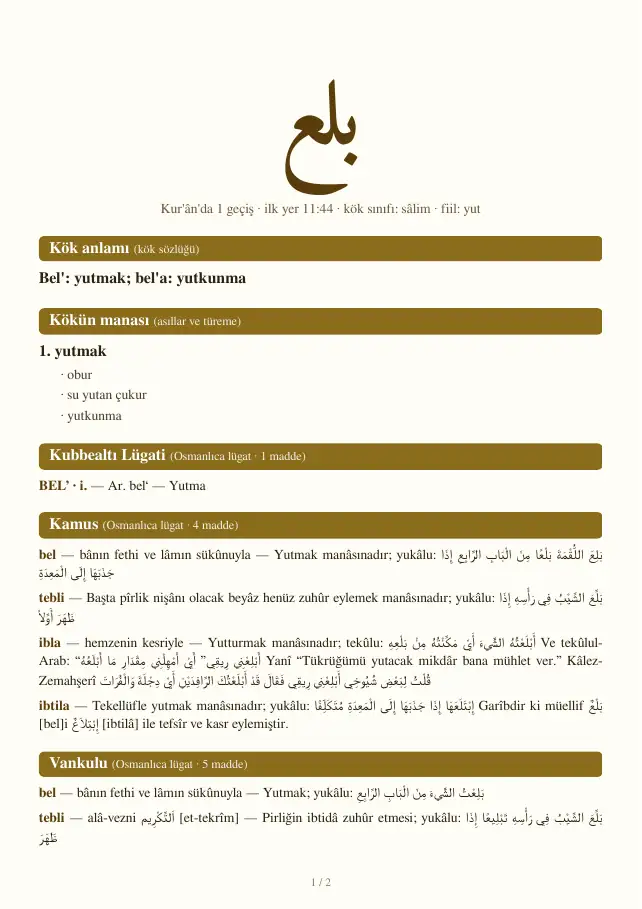 بلع
Kur'ân'da 1 geçiş · ilk yer 11:44 · kök sınıfı: sâlim · fiil: yut
Kök anlamı (kök sözlüğü)
Bel': yutmak; bel'a: yutkunma
Kökün manası (asıllar ve türeme)
1. yutmak
· obur
· su yutan çukur
· yutkunma
Kubbealtı Lügati (Osmanlıca lügat · 1 madde)
BEL’ · i. — Ar. bel‘ — Yutma
Kamus (Osmanlıca lügat · 4 madde)
bel — bânın fethi ve lâmın sükûnuyla — Yutmak manâsınadır; yukâlu: بَلِعَ اللُّقْمَةَ بَلْعًا مِنَ الْبَابِ الرَّابِعِ إِذَا
جَذَبَهَا إِلَى الْمَعِدَةِ
tebli — Başta pîrlik nişânı olacak beyâz henüz zuhûr eylemek manâsınadır; yukâlu: بَلَّعَ الشَّيْبُ فِي رَأْسِهِ إِذَا
ظَهَرَ أَوَّلاً
ibla — hemzenin kesriyle — Yutturmak manâsınadır; tekûlu: أَبْلَعْتُهُ الشَّيْءَ أَيْ مَكَّنْتُهُ مِنْ بَلْعِهِ Ve tekûlul-
Arab: “أَبْلِعْنِي رِيقِي” أَيْ أَمْهِلْنِي مِقْدَارَ مَا أَبْلَعُهُ Yanî “Tükrüğümü yutacak mikdâr bana mühlet ver.” Kâlez-
Zemahşerî قُلْتُ لِبَعْضِ شُيُوخِي أَبْلِعْنِي رِيقِي فَقَالَ قَدْ أَبْلَعْتُكَ الرَّافِدَيْنِ أَيْ دِجْلَةَ وَالْفُرَاتَ
ibtila — Tekellüfle yutmak manâsınadır; yukâlu: إِبْتَلَعَهَا إِذَا جَذَبَهَا إِلَى الْمَعِدَةِ مُتَكَلِّفًا Garîbdir ki müellif بَلْعٌ
[bel]i إِبْتِلاَعٌ [ibtilâ] ile tefsîr ve kasr eylemiştir.
Vankulu (Osmanlıca lügat · 5 madde)
bel — bânın fethi ve lâmın sükûnuyla — Yutmak; yukâlu: بَلِعْتُ الشَّيْءَ مِنَ الْبَابِ الرَّابِعِ
tebli — alâ-vezni اَلتَّكْرِيم [et-tekrîm] — Pirliğin ibtidâ zuhûr etmesi; yukâlu: بَلَّعَ الشَّيْبُ فِي رَأْسِهِ تَبْلِيعًا إِذَا
ظَهَرَ
1 / 2